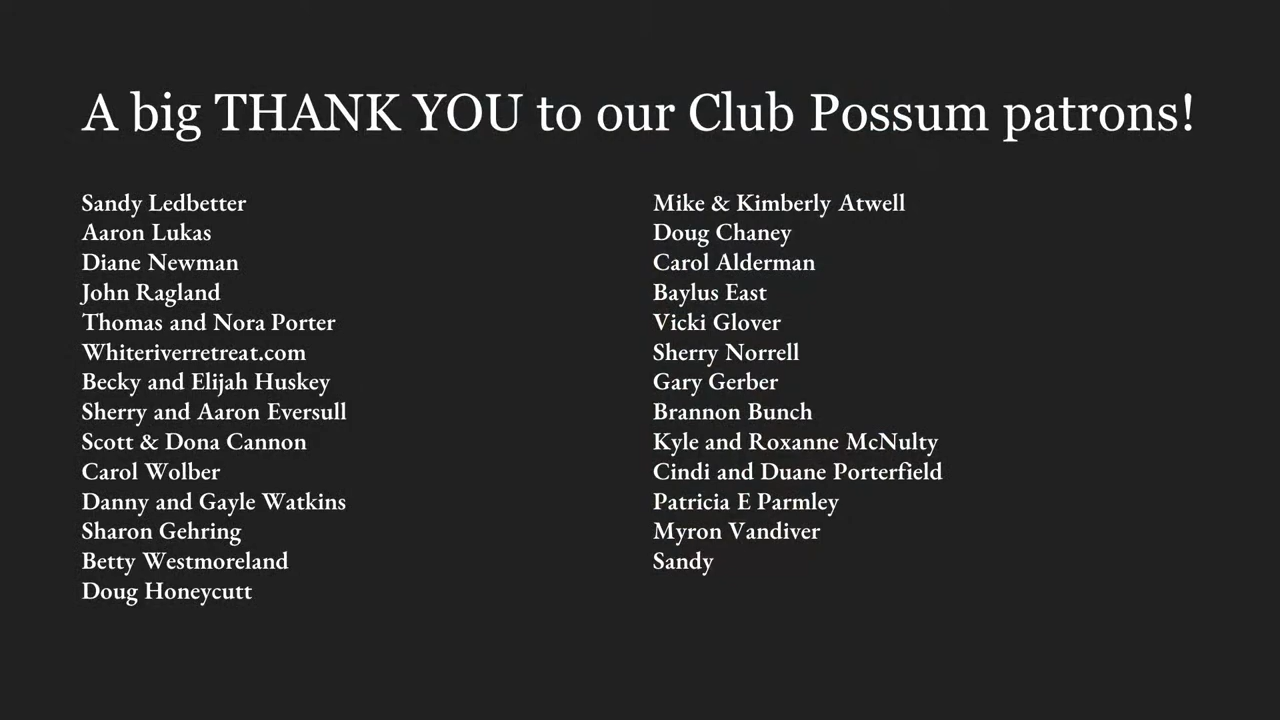 A big THANK YOU to our Club Possum patrons!
Sandy Ledbetter
Aaron Lukas
Diane Newman
John Ragland
Thomas and Nora Porter
Whiteriverretreat.com
Becky and Elijah Huskey
Sherry and Aaron Eversull
Scott & Dona Cannon
Carol Wolber
Danny and Gayle Watkins
Sharon Gehring
Betty Westmoreland
Doug Honeycutt
Mike & Kimberly Atwell
Doug Chaney
Carol Alderman
Baylus East
Vicki Glover
Sherry Norrell
Gary Gerber
Brannon Bunch
Kyle and Roxanne McNulty
Cindi and Duane Porterfield
Patricia E Parmley
Myron Vandiver
Sandy